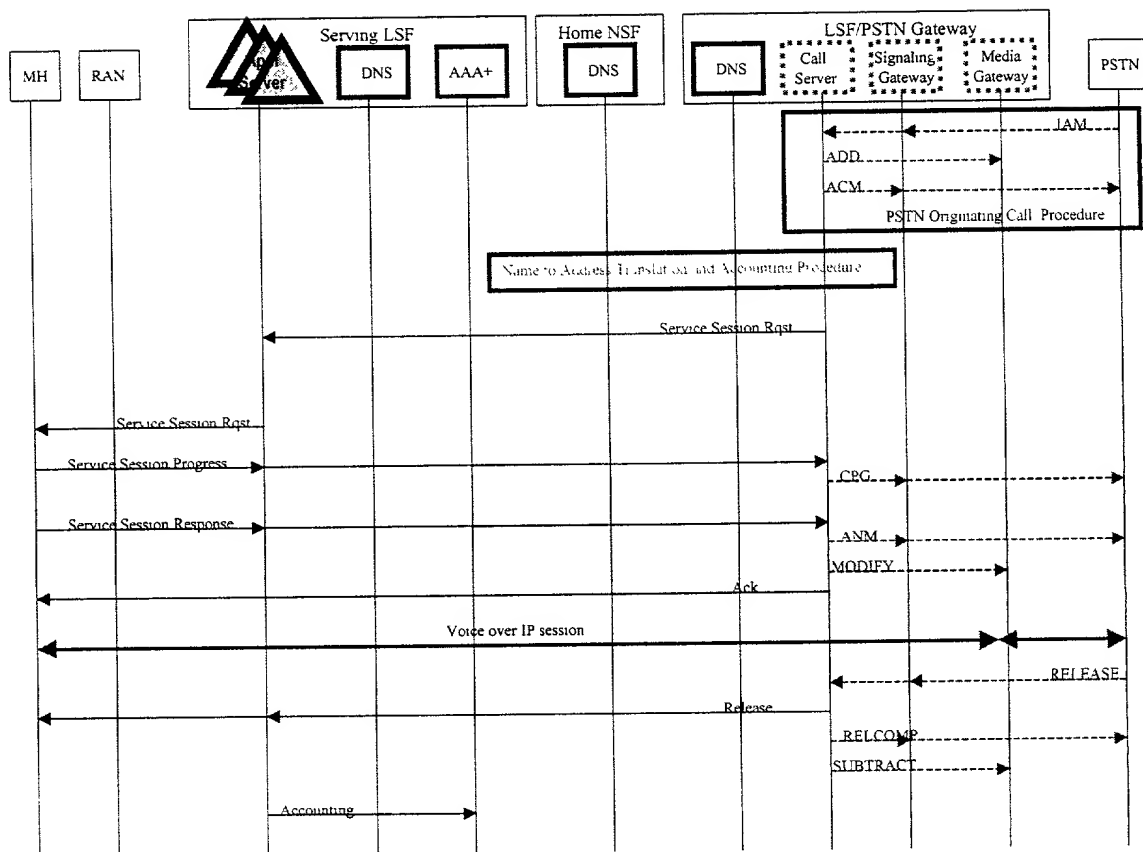 Serving LSF
Home NSF
LSF/PSTN Gateway
MH
RAN
Server
DNS
AAA+
DNS
DNS
Call
Server
Signaling
Gateway
Media
Gateway
PSTN
IAM
ADD
ACM
PSTN Originating Call Procedure
Name to Address Translation and Accounting Procedure
Service Session Rqst
Service Session Rqst
Service Session Progress
CPG
Service Session Response
ANM
MODIFY
Ack
Voice over IP session
RELEASE
Release
RELCOMP
SUBTRACT
Accounting